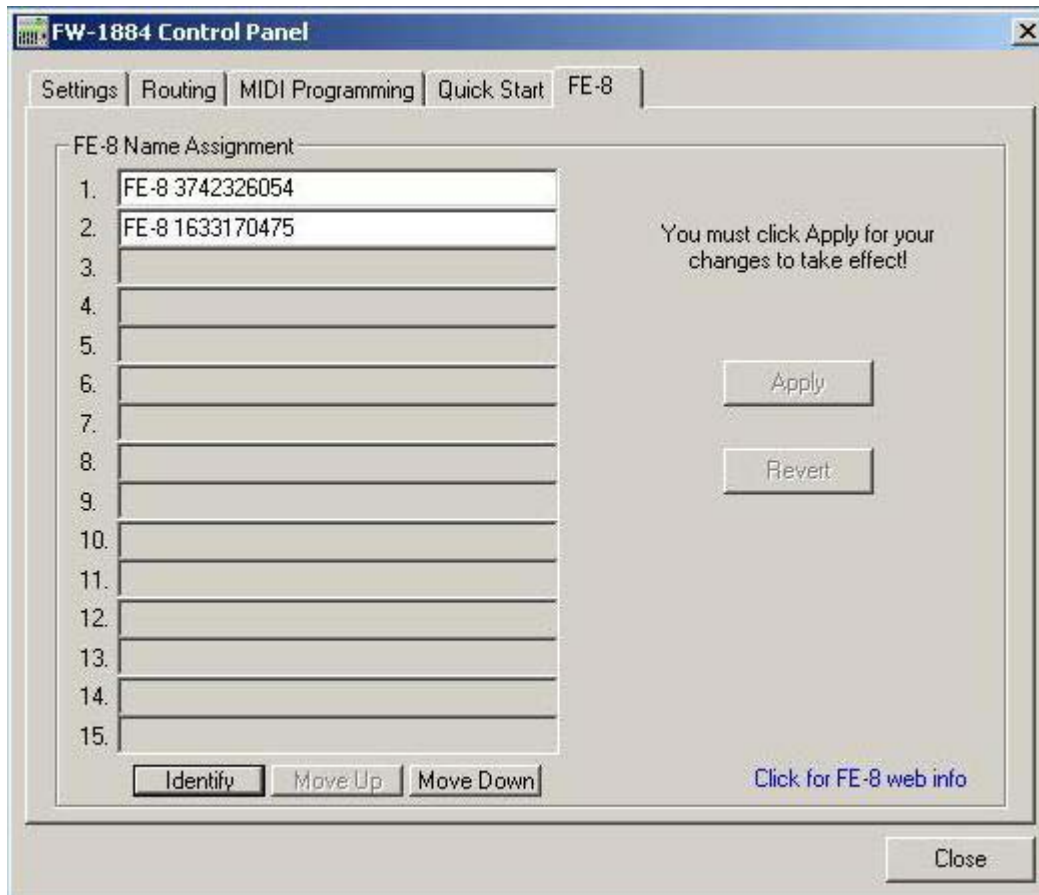 FW-1884 Control Panel
Settings Routing MIDI Programming Quick Start FE-8
FE-8 Name Assignment
1. FE-8 3742326054
2. FE-8 1633170475
3.
4.
5.
6.
7.
8.
9.
10.
11.
12.
13.
14.
15.
You must click Apply for your
changes to take effect!
Apply
Revert
Identify Move Up Move Down
Click for FE-8 web info
Close